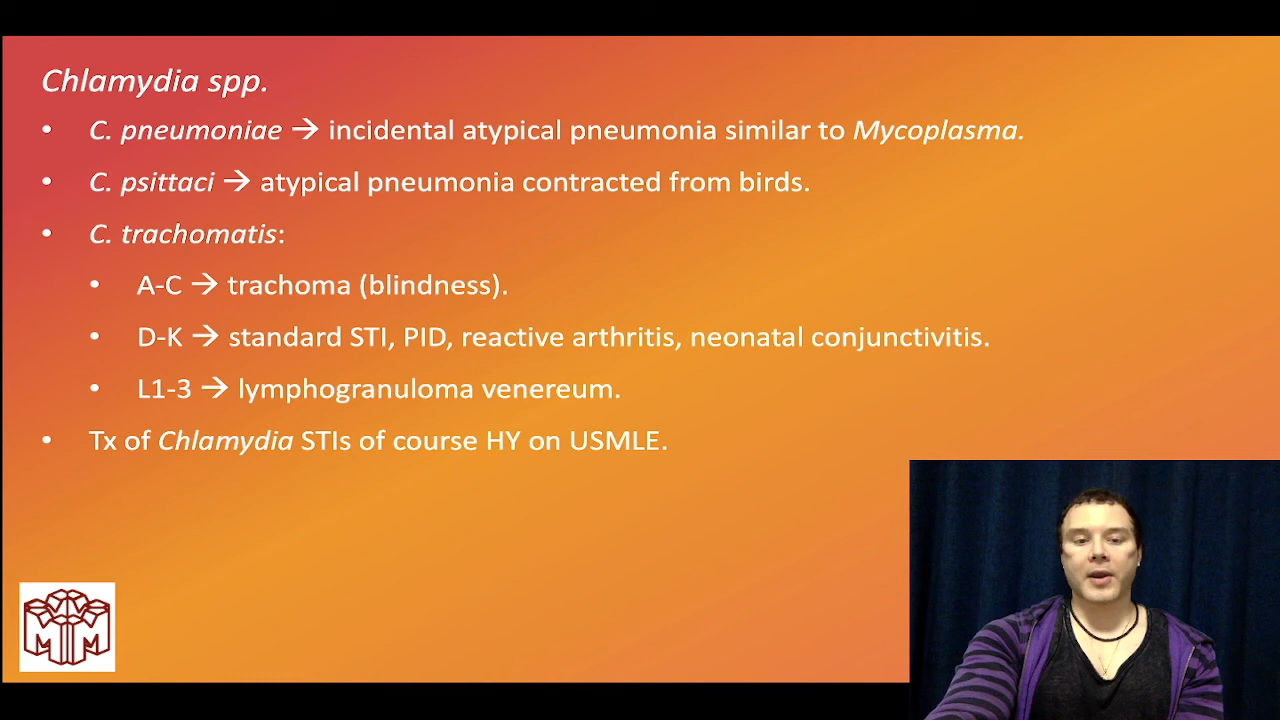 Chlamydia spp.
• C. pneumoniae → incidental atypical pneumonia similar to Mycoplasma.
• C. psittaci → atypical pneumonia contracted from birds.
• C. trachomatis:
• A-C → trachoma (blindness).
• D-K → standard STI, PID, reactive arthritis, neonatal conjunctivitis.
• L1-3 → lymphogranuloma venereum.
• Tx of Chlamydia STIs of course HY on USMLE.
M M